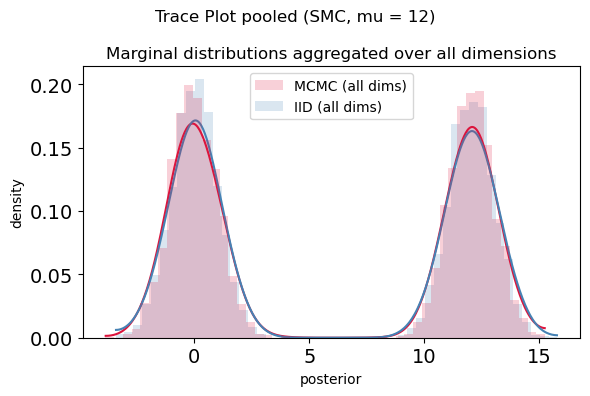 Trace Plot pooled (SMC, mu = 12)
Marginal distributions aggregated over all dimensions
MCMC (all dims)
IID (all dims)
density
0.20
0.15
0.10
0.05
0.00
0
5
10
15
posterior